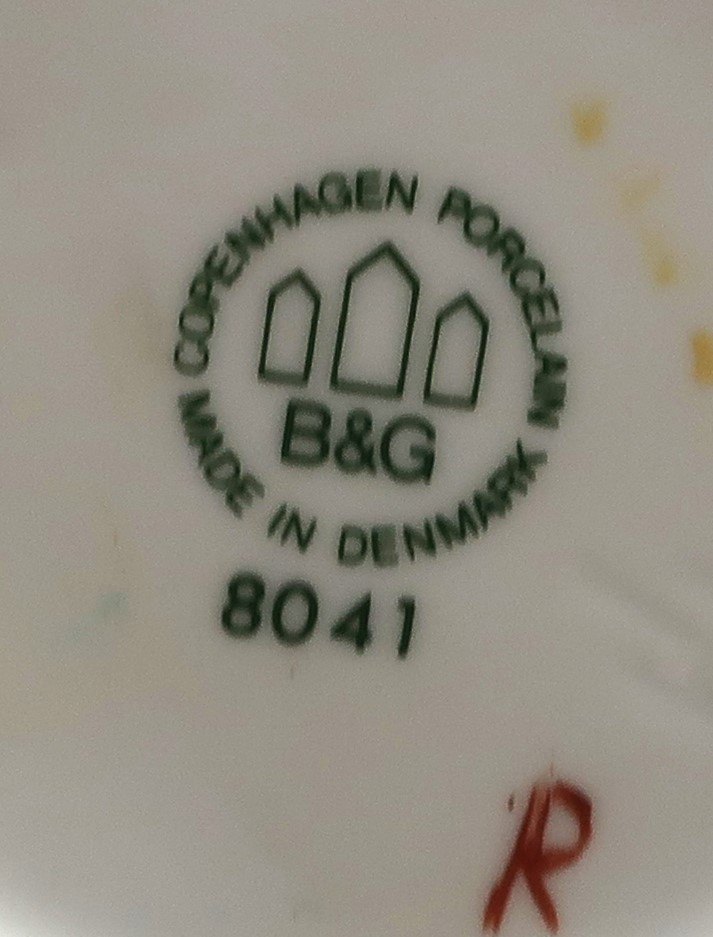 COPENHAGEN PORCELAIN
B&G
MADE IN DENMARK
8041
R